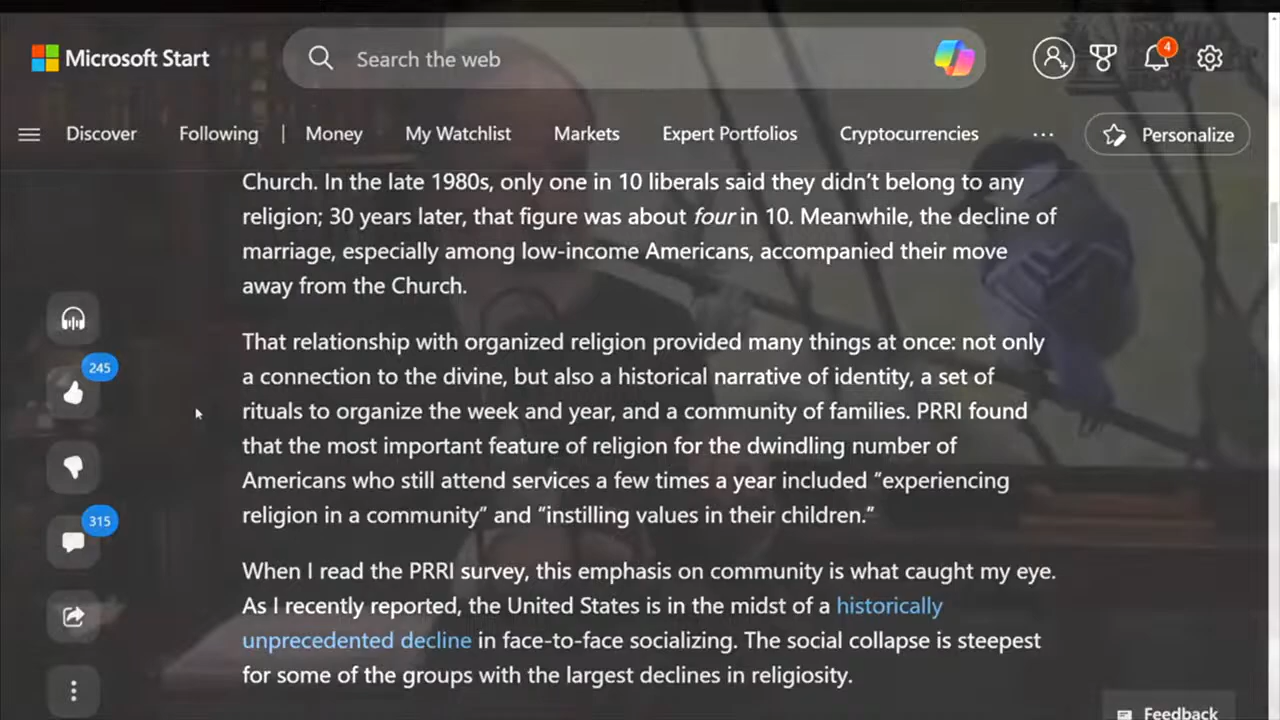 Microsoft Start
Search the web
4
Discover
Following
Money
My Watchlist
Markets
Expert Portfolios
Cryptocurrencies
...
Personalize
Church. In the late 1980s, only one in 10 liberals said they didn't belong to any
religion; 30 years later, that figure was about four in 10. Meanwhile, the decline of
marriage, especially among low-income Americans, accompanied their move
away from the Church.
That relationship with organized religion provided many things at once: not only
a connection to the divine, but also a historical narrative of identity, a set of
rituals to organize the week and year, and a community of families. PRRI found
that the most important feature of religion for the dwindling number of
Americans who still attend services a few times a year included “experiencing
religion in a community” and “instilling values in their children.”
When I read the PRRI survey, this emphasis on community is what caught my eye.
As I recently reported, the United States is in the midst of a historically
unprecedented decline in face-to-face socializing. The social collapse is steepest
for some of the groups with the largest declines in religiosity.
245
315
Feedback